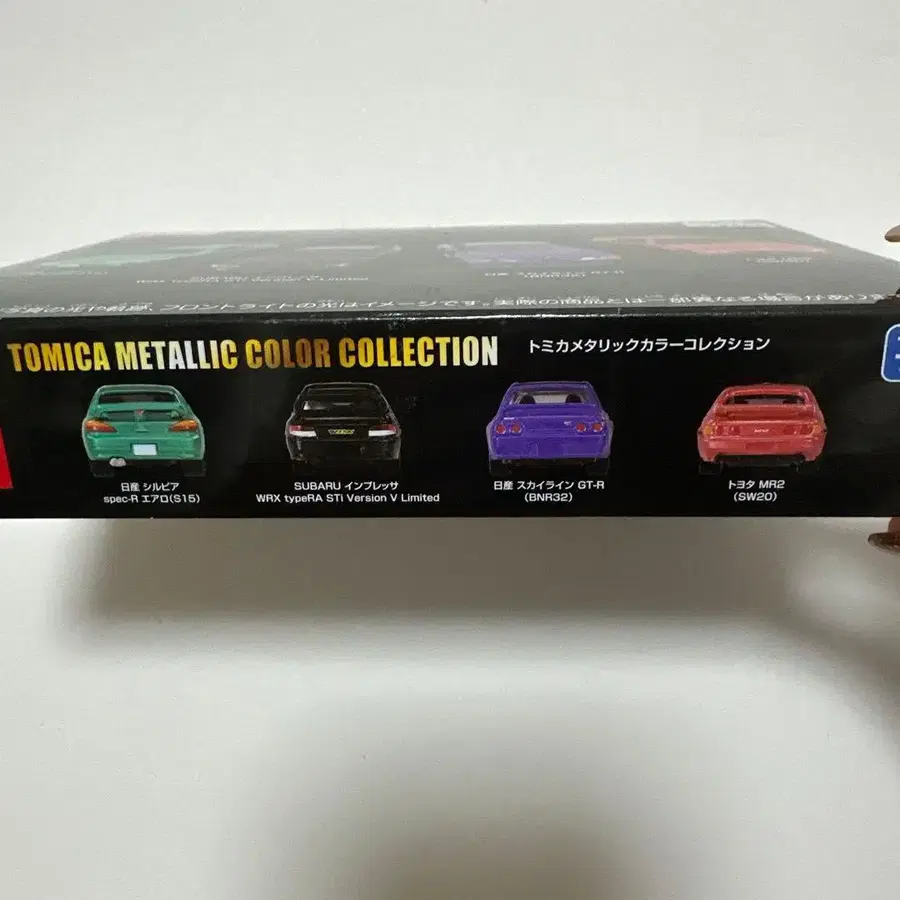 TOMICA METALLIC COLOR COLLECTION
トミカメタリックカラーコレクション
日産 シルビア
spec-R エアロ(S15)
SUBARU インプレッサ
WRX typeRA STi Version V Limited
日産 スカイライン GT-R
(BNR32)
トヨタ MR2
(SW20)